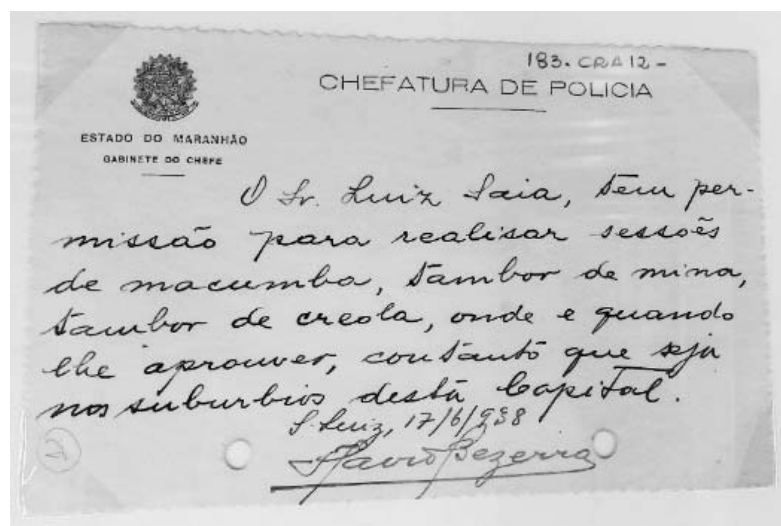 183. CRA12-
CHEFATURA DE POLICIA
ESTADO DO MARANHÃO
GABINETE DO CHEFE
O Sr. Luiz Saia, tem per-
missão para realisar sessões
de macumba, tambor de mina,
tambor de creola, onde e quando
lhe aprouver, contanto que seja
nos suburbios desta Capital.
S. Luiz, 17/6/938
Flavio Bezerra
2